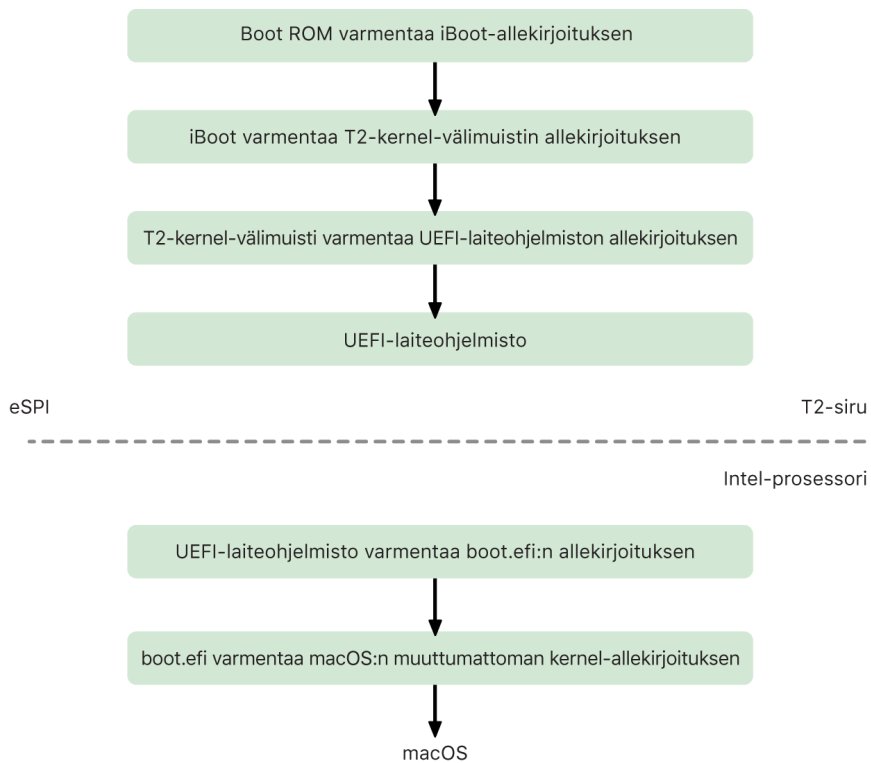 Boot ROM varmentaa iBoot-allekirjoituksen
iBoot varmentaa T2-kernel-välimuistin allekirjoituksen
T2-kernel-välimuisti varmentaa UEFI-laiteohjelmiston allekirjoituksen
UEFI-laiteohjelmisto
eSPI
T2-siru
Intel-prosessori
UEFI-laiteohjelmisto varmentaa boot.efi:n allekirjoituksen
boot.efi varmentaa macOS:n muuttumattoman kernel-allekirjoituksen
macOS